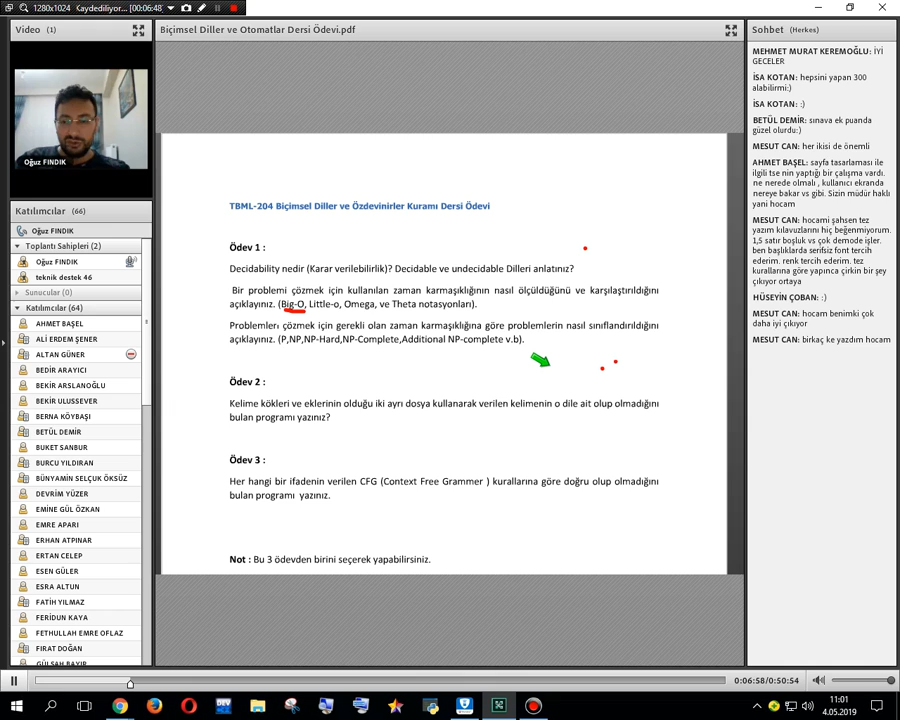 1280x1024 Kaydediliyor... [00:06:48]
Video (1)
Oğuz FINDIK
Katılımcılar (66)
Oğuz FINDIK
Toplantı Sahipleri (2)
Oğuz FINDIK
teknik destek 46
Sunucular (0)
Katılımcılar (64)
AHMET BAŞEL
ALİ ERDEM ŞENER
ALTAN GÜNER
BEDİR ARAYICI
BEKİR ARSLANOĞLU
BEKİR ULUSSEVER
BERNA KÖYBAŞI
BETÜL DEMİR
BUKET SANBUR
BURCU YILDIRAN
BÜNYAMİN SELÇUK ÖKSÜZ
DEVRİM YÜZER
EMİNE GÜL ÖZKAN
EMRE APARI
ERHAN ATPINAR
ERTAN CELEP
ESEN GÜLER
ESRA ALTUN
FATİH YILMAZ
FERİDUN KAYA
FETHULLAH EMRE OFLAZ
FIRAT DOĞAN
GÜLŞAH BAYIR
Biçimsel Diller ve Otomatlar Dersi Ödevi.pdf
TBML-204 Biçimsel Diller ve Özdevinirler Kuramı Dersi Ödevi
Ödev 1 :
Decidability nedir (Karar verilebilirlik)? Decidable ve undecidable Dilleri anlatınız?
Bir problemi çözmek için kullanılan zaman karmaşıklığının nasıl ölçüldüğünü ve karşılaştırıldığını
açıklayınız. (Big-O, Little-o, Omega, ve Theta notasyonları).
Problemlerı çözmek için gerekli olan zaman karmaşıklığına göre problemlerin nasıl sınıflandırıldığını
açıklayınız. (P,NP,NP-Hard,NP-Complete,Additional NP-complete v.b).
Ödev 2 :
Kelime kökleri ve eklerinin olduğu iki ayrı dosya kullanarak verilen kelimenin o dile ait olup olmadığını
bulan programı yazınız?
Ödev 3 :
Her hangi bir ifadenin verilen CFG (Context Free Grammer ) kurallarına göre doğru olup olmadığını
bulan programı yazınız.
Not : Bu 3 ödevden birini seçerek yapabilirsiniz.
Sohbet (Herkes)
MEHMET MURAT KEREMOĞLU: İYİ
GECELER
İSA KOTAN: hepsini yapan 300
alabilirmi:)
İSA KOTAN: :)
BETÜL DEMİR: sınava ek puanda
güzel olurdu:)
MESUT CAN: her ikisi de önemli
AHMET BAŞEL: sayfa tasarlaması ile
ilgili tse nin yaptığı bir çalışma vardı.
ne nerede olmalı , kullanıcı ekranda
nereye bakar vs gibi. Sizin müdür haklı
yani hocam
MESUT CAN: hocami şahsen tez
yazım kılavuzlarını hiç beğenmiyorum.
1,5 satır boşluk vs çok demode işler.
ben başlıklarda serifsiz font tercih
ederim. renk tercih ederim. tez
kurallarına göre yapınca çirkin bir şey
çıkıyor ortaya
HÜSEYİN ÇOBAN: :)
MESUT CAN: hocam benimki çok
daha iyi çıkıyor
MESUT CAN: birkaç ke yazdım hocam
0:06:58/0:50:54
DEV
11:01
4.05.2019